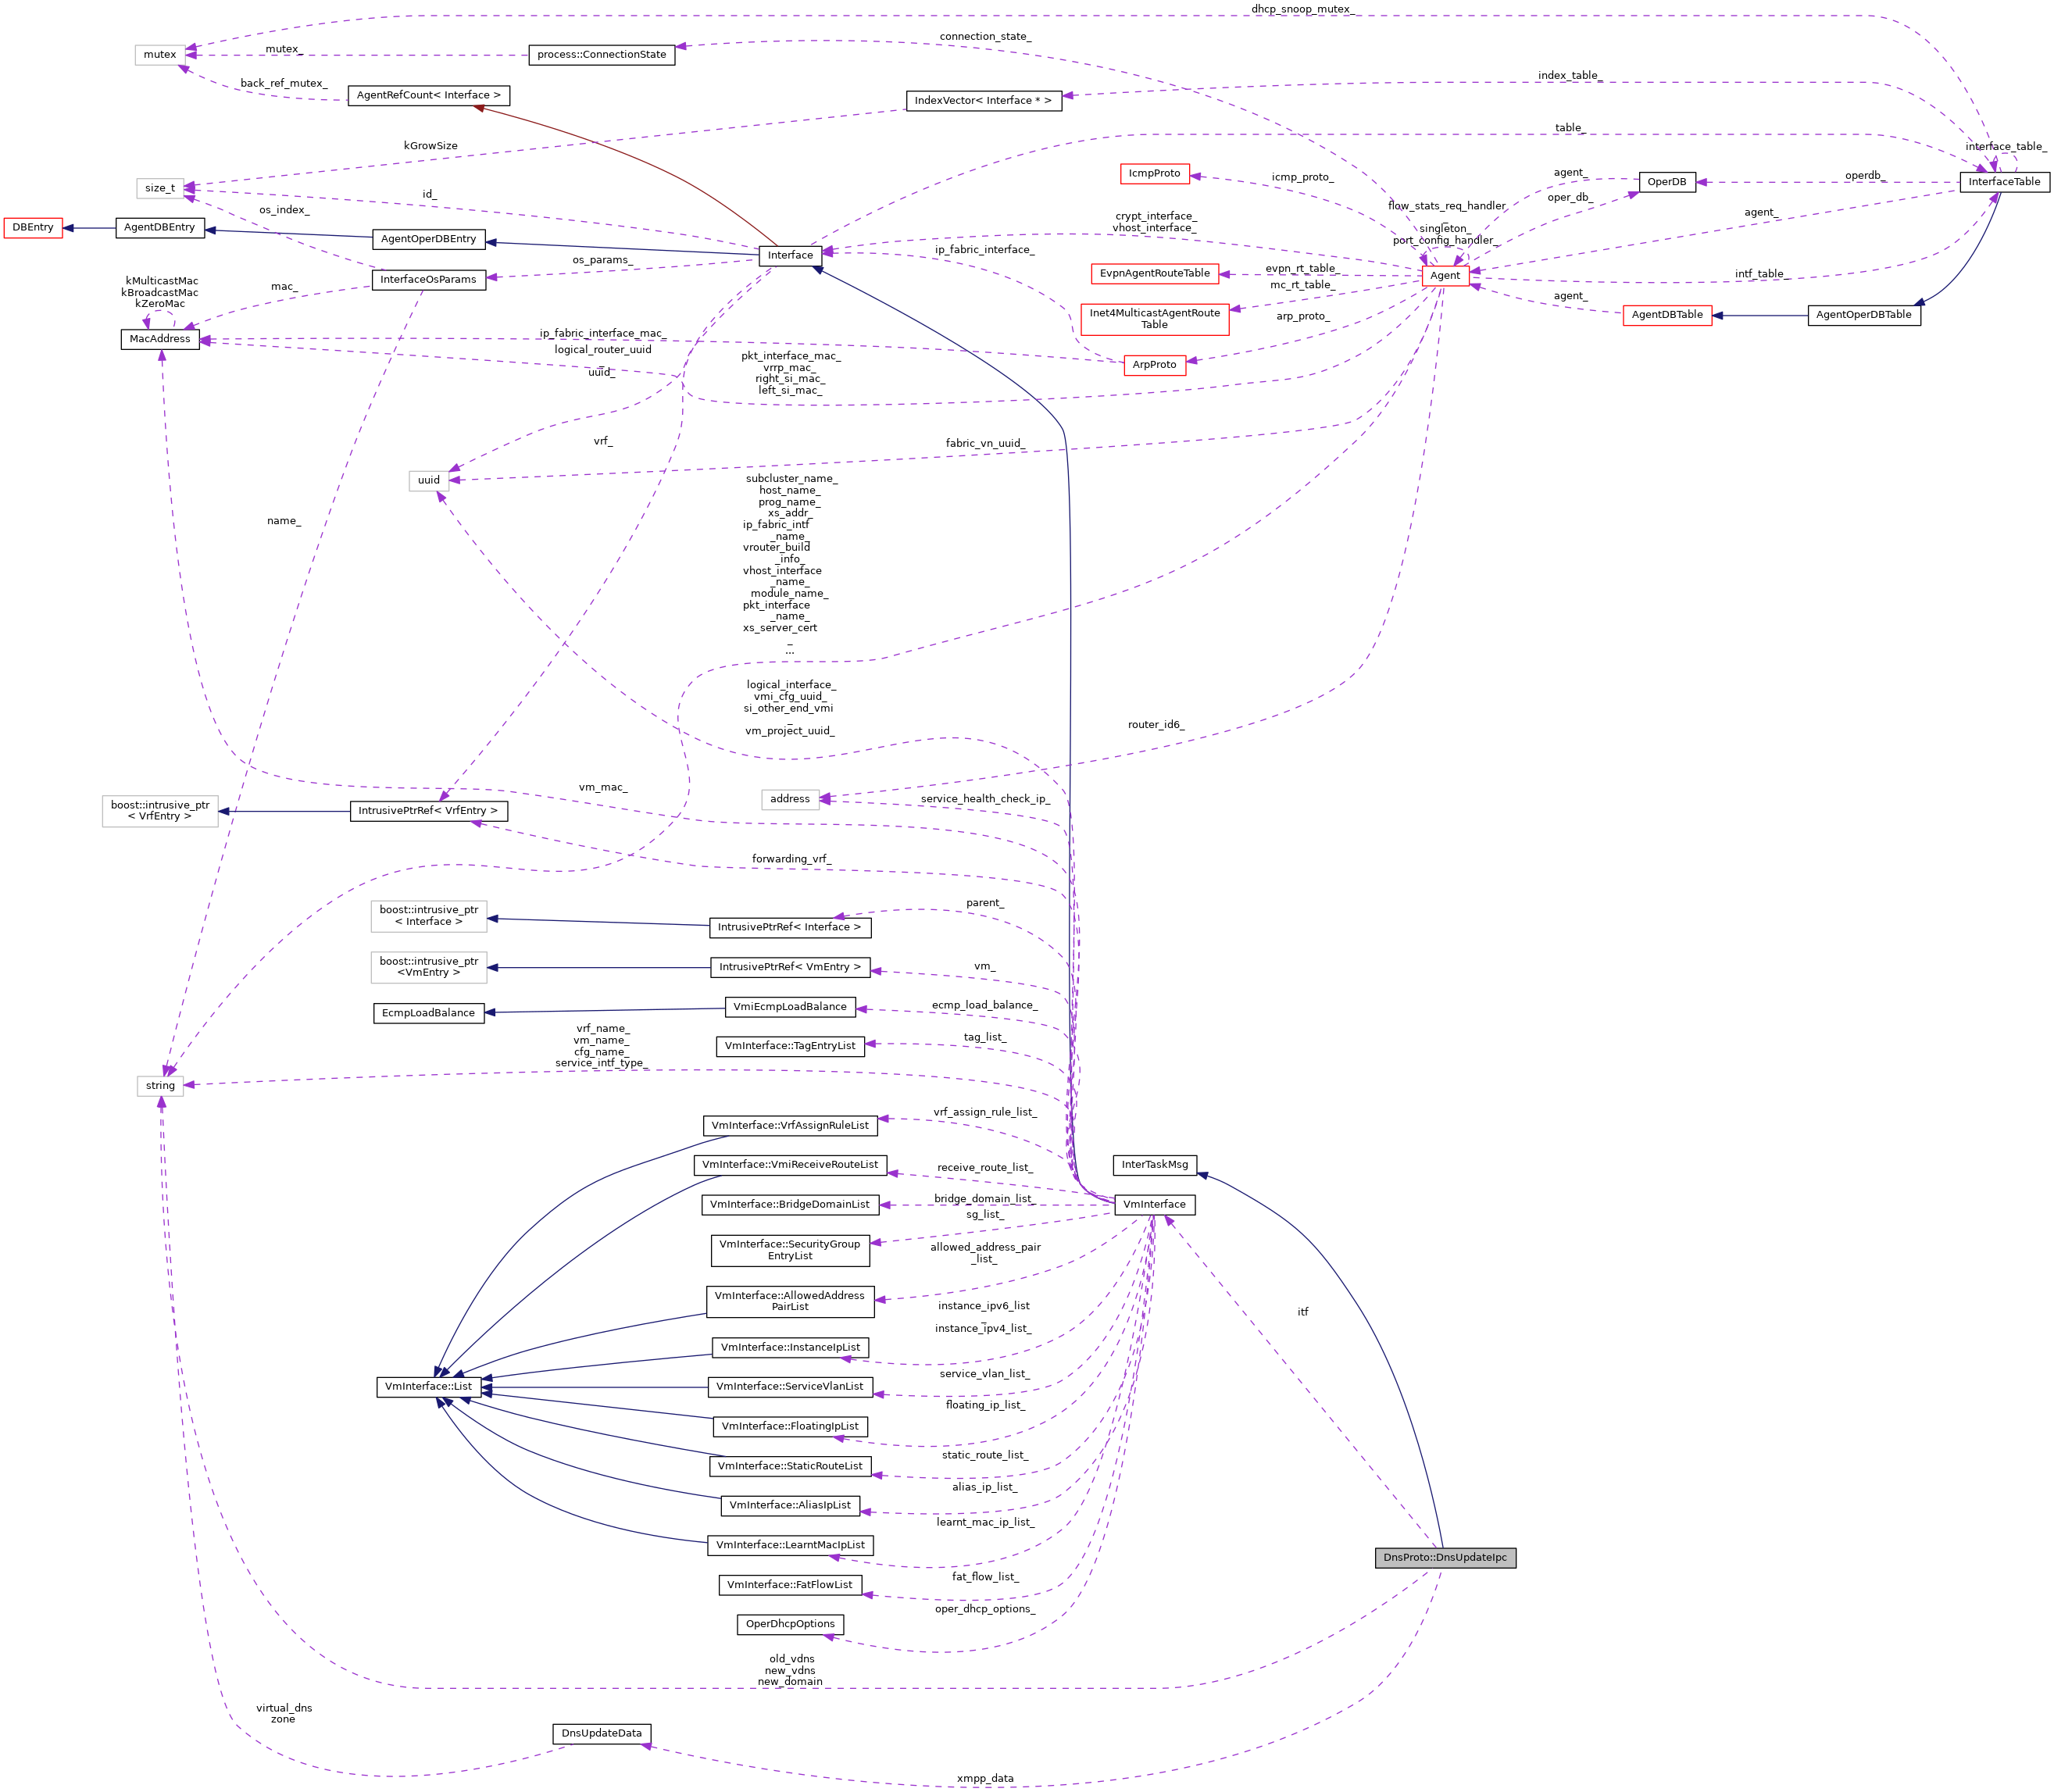 dhcp_snoop_mutex_
connection_state_
mutex
mutex_
process::ConnectionState
index_table_
back_ref_mutex_
AgentRefCount< Interface >
IndexVector< Interface * >
table_
kGrowSize
interface_table_
IcmpProto
icmp_proto_
agent_
OperDB
operdb_
InterfaceTable
size_t
id_
os_index_
oper_db_
flow_stats_req_handler
_
singleton_
port_config_handler_
agent_
crypt_interface_
vhost_interface_
DBEntry
AgentDBEntry
AgentOperDBEntry
Interface
ip_fabric_interface_
os_params_
InterfaceOsParams
EvpnAgentRouteTable
evpn_rt_table_
mc_rt_table_
Agent
intf_table_
kMulticastMac
kBroadcastMac
kZeroMac
mac_
agent_
Inet4MulticastAgentRoute
Table
arp_proto_
AgentDBTable
AgentOperDBTable
MacAddress
ip_fabric_interface_mac_
logical_router_uuid
_
uuid_
pkt_interface_mac_
vrrp_mac_
right_si_mac_
left_si_mac_
ArpProto
vrf_
fabric_vn_uuid_
uuid
subcluster_name_
host_name_
prog_name_
xs_addr_
ip_fabric_intf
_name_
vrouter_build
_info_
vhost_interface
_name_
module_name_
pkt_interface
_name_
xs_server_cert
_
...
name_
logical_interface_
vmi_cfg_uuid_
si_other_end_vmi
_
vm_project_uuid_
router_id6_
vm_mac_
address
service_health_check_ip_
boost::intrusive_ptr
< VrfEntry >
IntrusivePtrRef< VrfEntry >
forwarding_vrf_
boost::intrusive_ptr
< Interface >
IntrusivePtrRef< Interface >
parent_
boost::intrusive_ptr
<VmEntry >
IntrusivePtrRef< VmEntry >
vm_
EcmpLoadBalance
VmiEcmpLoadBalance
ecmp_load_balance_
vrf_name_
vm_name_
cfg_name_
service_intf_type_
VmInterface::TagEntryList
tag_list_
string
VmInterface::VrfAssignRuleList
vrf_assign_rule_list_
VmInterface::VmiReceiveRouteList
receive_route_list_
InterTaskMsg
VmInterface::BridgeDomainList
bridge_domain_list_
VmInterface
sg_list_
VmInterface::SecurityGroup
EntryList
allowed_address_pair
_list_
VmInterface::AllowedAddress
PairList
instance_ipv6_list
_
instance_ipv4_list_
itf
VmInterface::InstanceIpList
VmInterface::List
VmInterface::ServiceVlanList
service_vlan_list_
VmInterface::FloatingIpList
floating_ip_list_
VmInterface::StaticRouteList
static_route_list_
VmInterface::AliasIpList
alias_ip_list_
VmInterface::LearntMacIpList
learnt_mac_ip_list_
DnsProto::DnsUpdateIpc
VmInterface::FatFlowList
fat_flow_list_
OperDhcpOptions
oper_dhcp_options_
old_vdns
new_vdns
new_domain
virtual_dns
zone
DnsUpdateData
xmpp_data